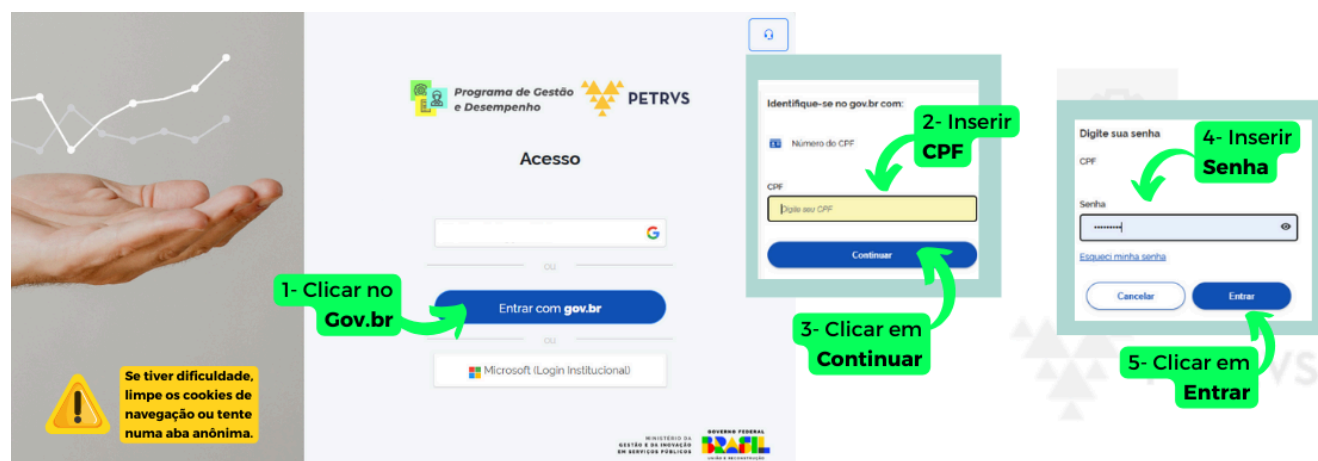 Programa de Gestão
e Desempenho
PETRVS
Acesso
ou
1- Clicar no
Gov.br
Entrar com gov.br
ou
Microsoft (Login Institucional)
Se tiver dificuldade,
limpe os cookies de
navegação ou tente
numa aba anônima.
MINISTÉRIO DA
GESTÃO E DA INOVAÇÃO
EM SERVIÇOS PÚBLICOS
GOVERNO FEDERAL
BRASIL
UNIÃO E RECONSTRUÇÃO
Identifique-se no gov.br com:
2- Inserir
CPF
Número do CPF
CPF
Digite seu CPF
Continuar
3- Clicar em
Continuar
Digite sua senha
4- Inserir
Senha
CPF
Senha
Esqueci minha senha
Cancelar
Entrar
5- Clicar em
Entrar